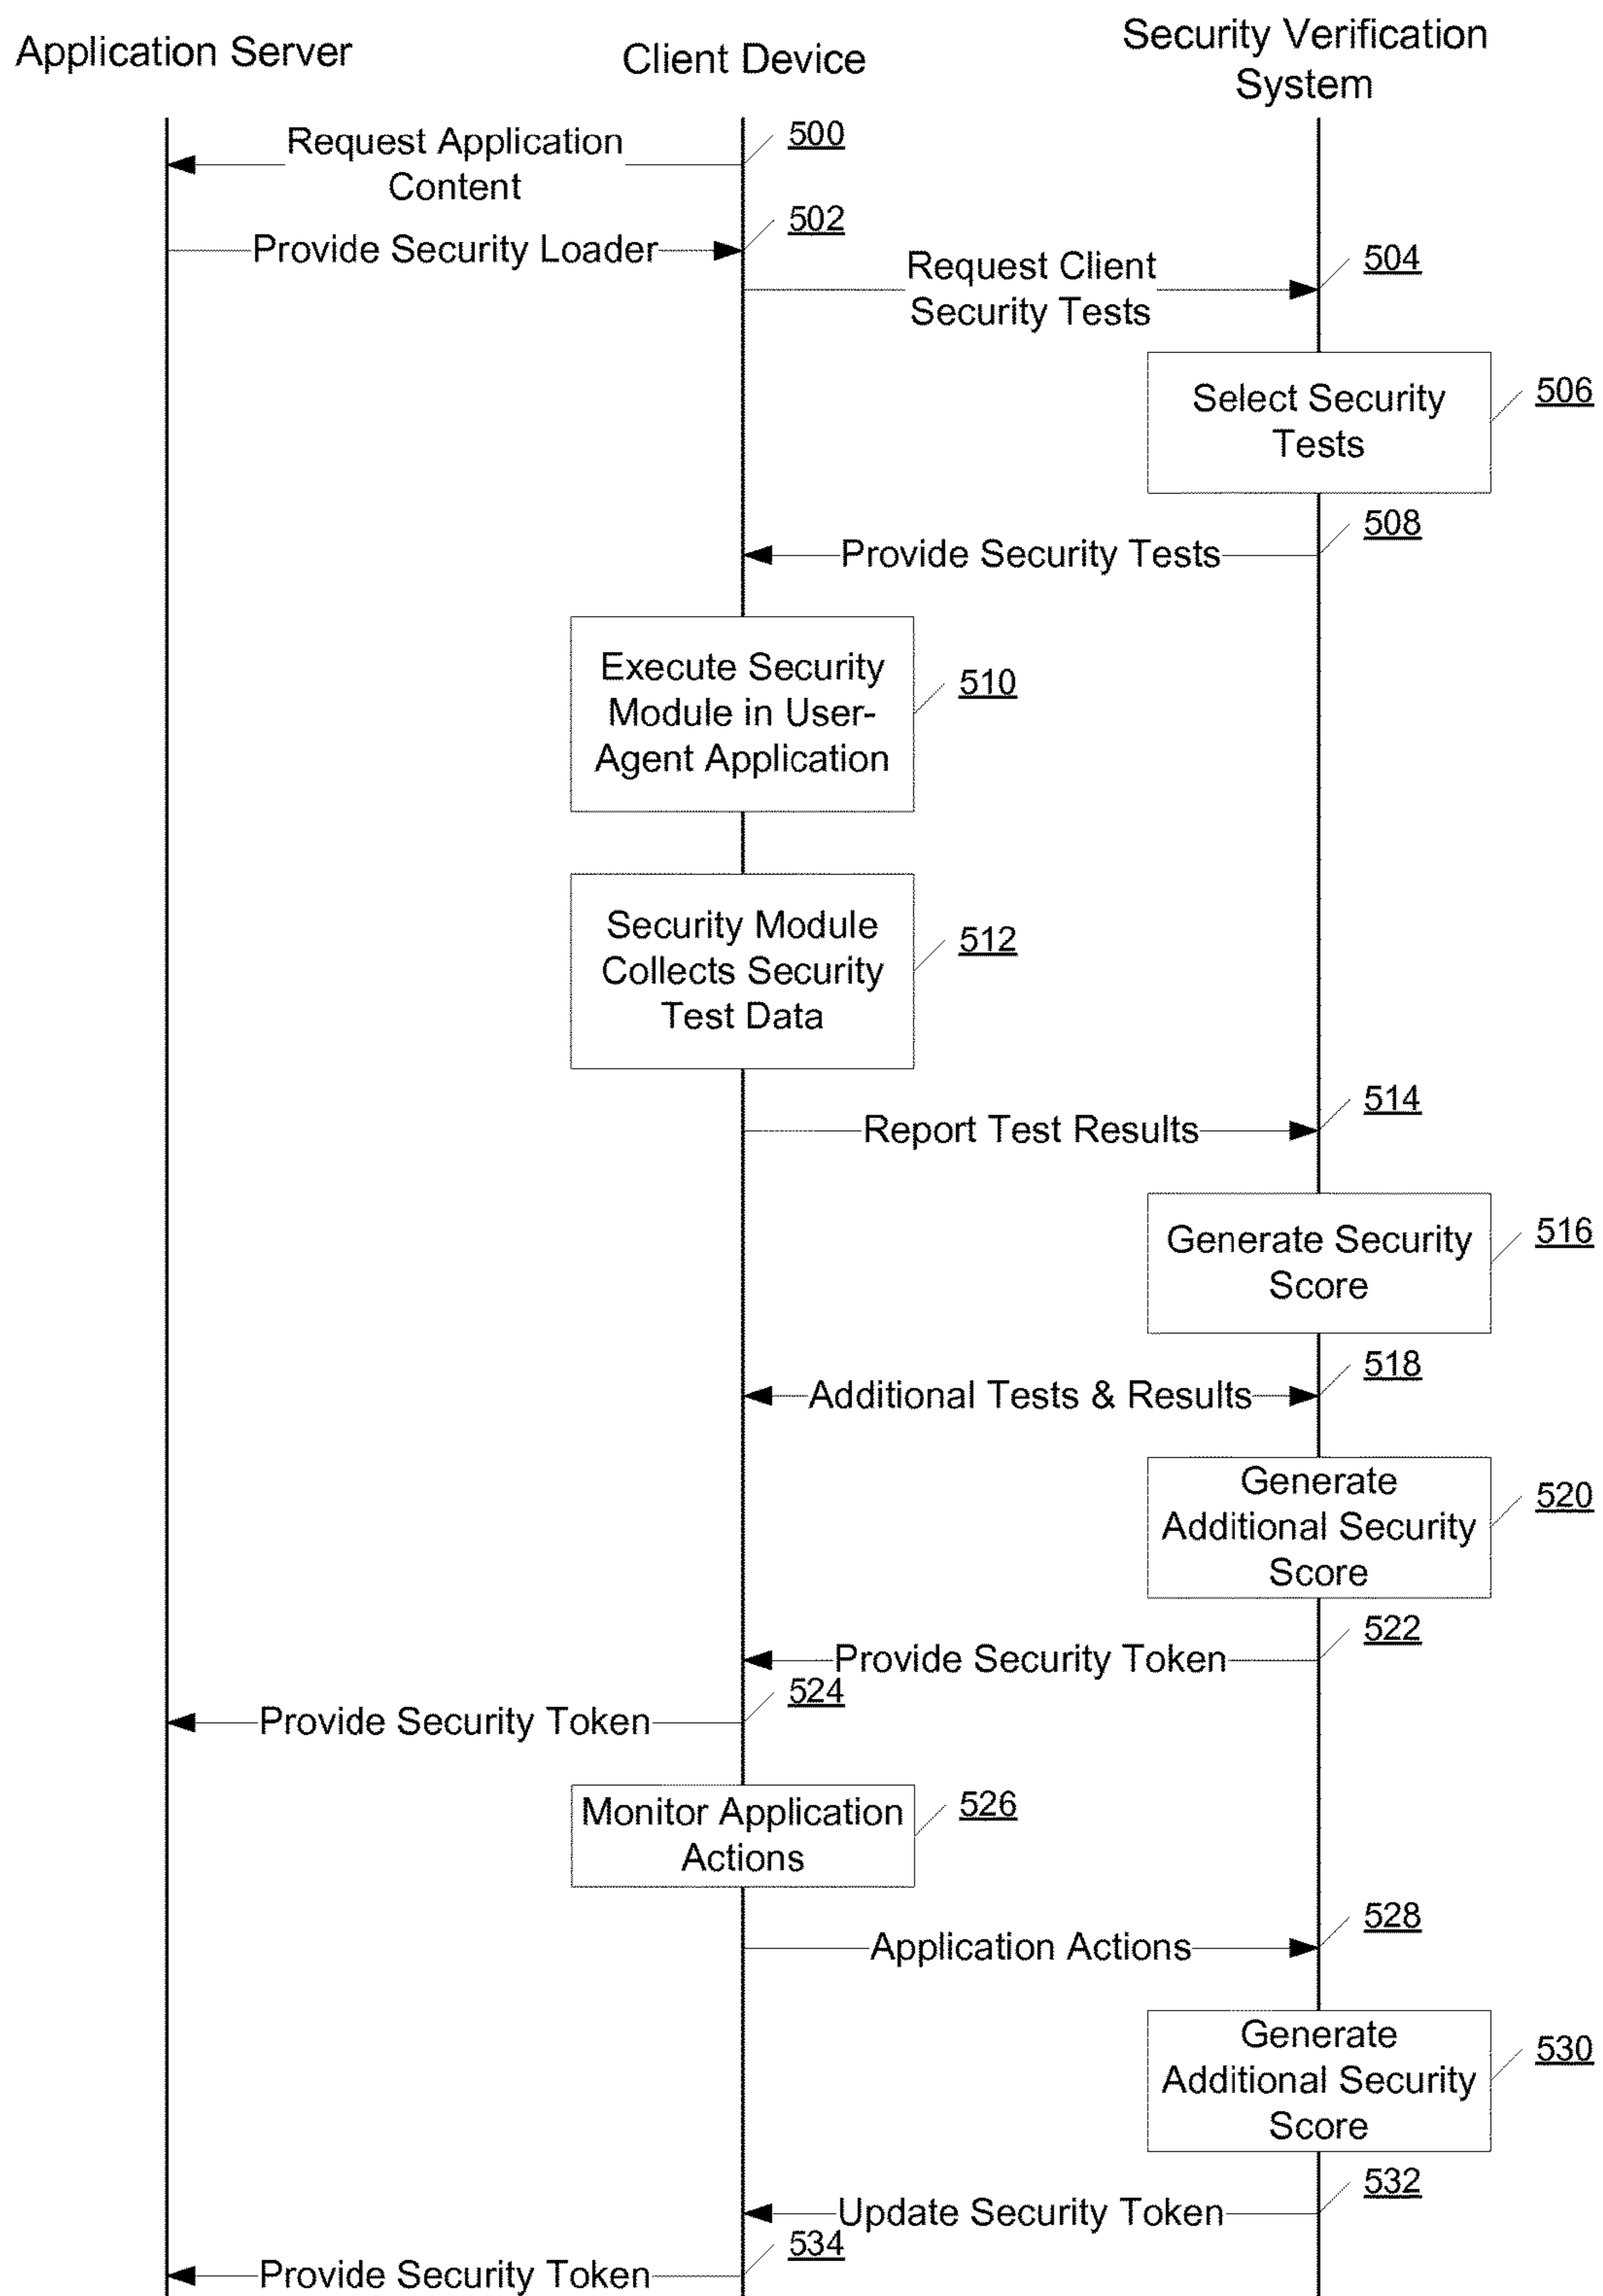 Application Server
Client Device
Security Verification
System
Request Application
Content
500
Provide Security Loader
502
Request Client
Security Tests
504
Select Security
Tests
506
Provide Security Tests
508
Execute Security
Module in User-
Agent Application
510
Security Module
Collects Security
Test Data
512
Report Test Results
514
Generate Security
Score
516
Additional Tests & Results
518
Generate
Additional Security
Score
520
Provide Security Token
522
Provide Security Token
524
Monitor Application
Actions
526
Application Actions
528
Generate
Additional Security
Score
530
Update Security Token
532
Provide Security Token
534